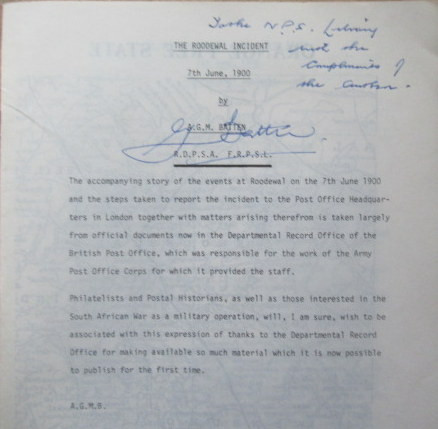 To the N.P.S. Library
with the
Compliments of
the author.
THE ROODEWAL INCIDENT
7th June, 1900
by
A.G.M. BATTEN
R.D.P.S.A. F.R.P.S.L.
The accompanying story of the events at Roodewal on the 7th June 1900
and the steps taken to report the incident to the Post Office Headquar-
ters in London together with matters arising therefrom is taken largely
from official documents now in the Departmental Record Office of the
British Post Office, which was responsible for the work of the Army
Post Office Corps for which it provided the staff.
Philatelists and Postal Historians, as well as those interested in the
South African War as a military operation, will, I am sure, wish to
be associated with this expression of thanks to the Departmental Record
Office for making available so much material which it is now possible
to publish for the first time.
A.G.M.B.